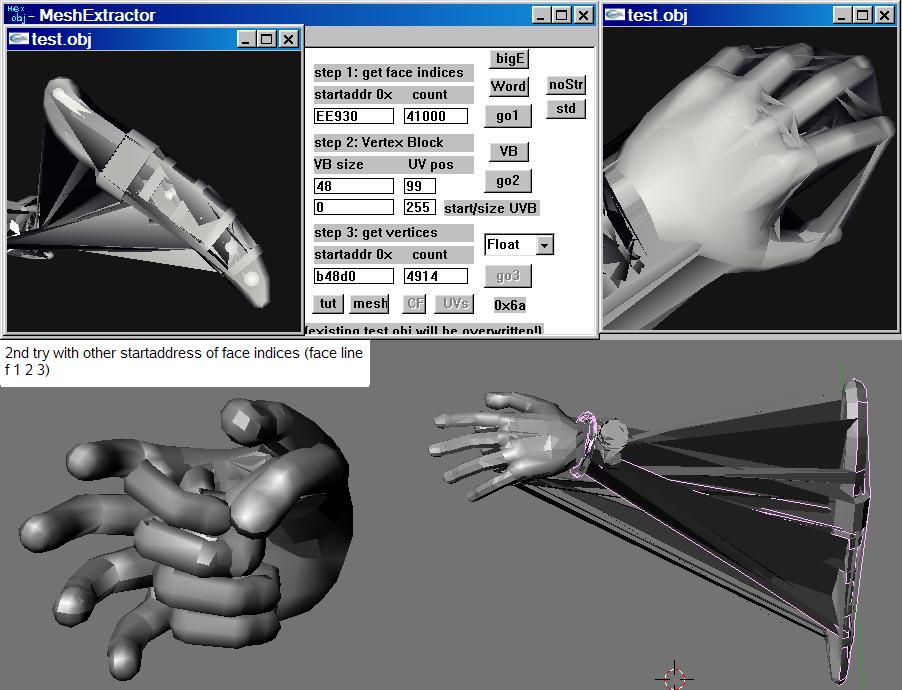 Hex
obj - MeshExtractor
test.obj
step 1: get face indices
startaddr 0x count
EE930 41000
step 2: Vertex Block
VB size UV pos
48 99
0 255 start/size UVB
step 3: get vertices
startaddr 0x count
b48d0 4914
tut mesh CF UVs 0x6a
(existing test.obj will be overwritten!)
bigE
Word noStr
go1 std
VB
go2
Float
go3
test.obj
2nd try with other startaddress of face indices (face line
f 1 2 3)